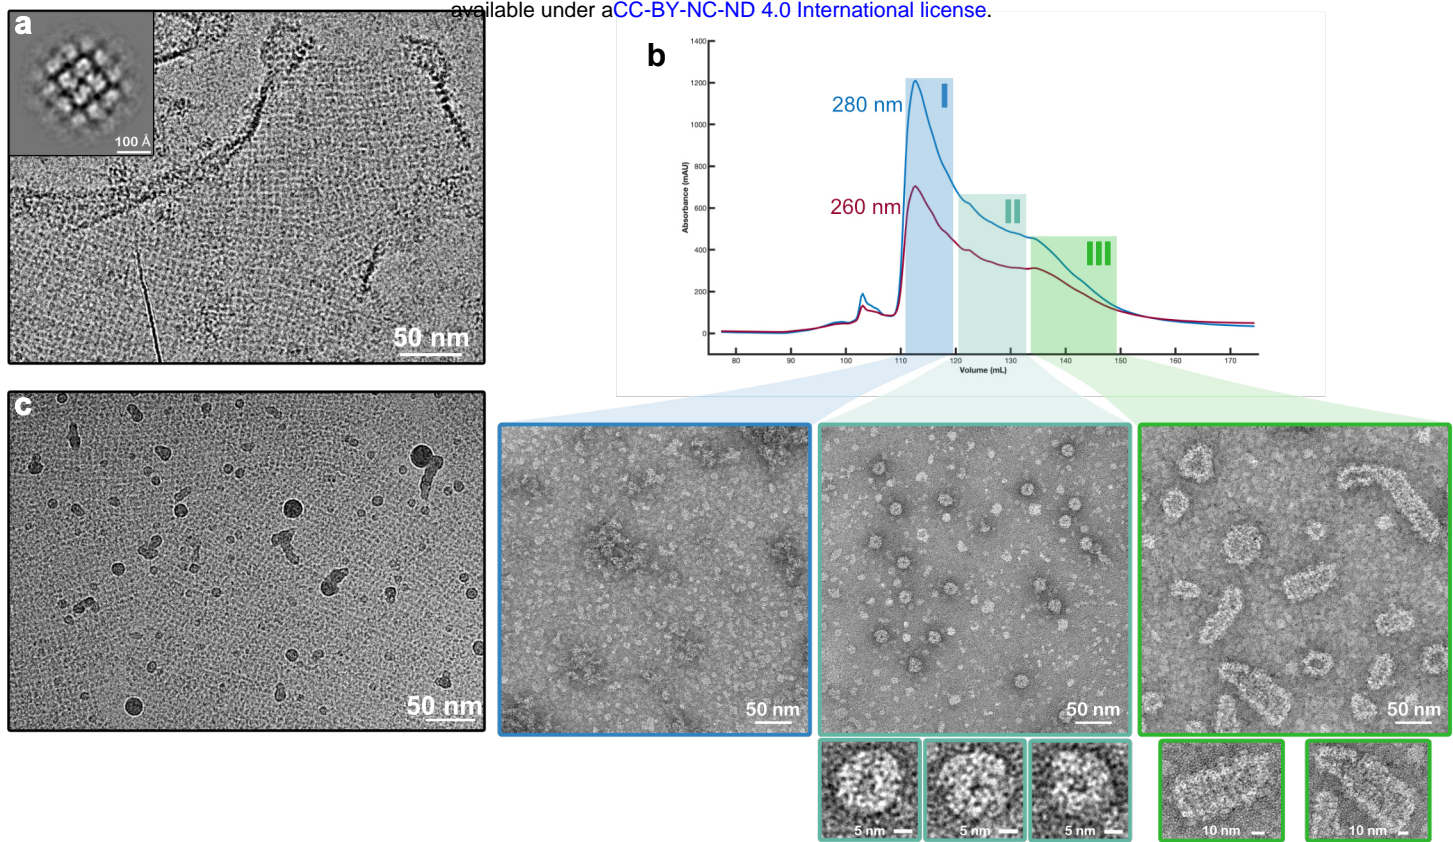 available under aCC-BY-NC-ND 4.0 International license.
a
100 Å
50 nm
b
1400
1200
1000
800
600
400
200
0
Absorbance (mAU)
280 nm
260 nm
I
II
III
80 90 100 110 120 130 140 150 160 170
Volume (mL)
c
50 nm
50 nm
50 nm
50 nm
5 nm
5 nm
5 nm
10 nm
10 nm